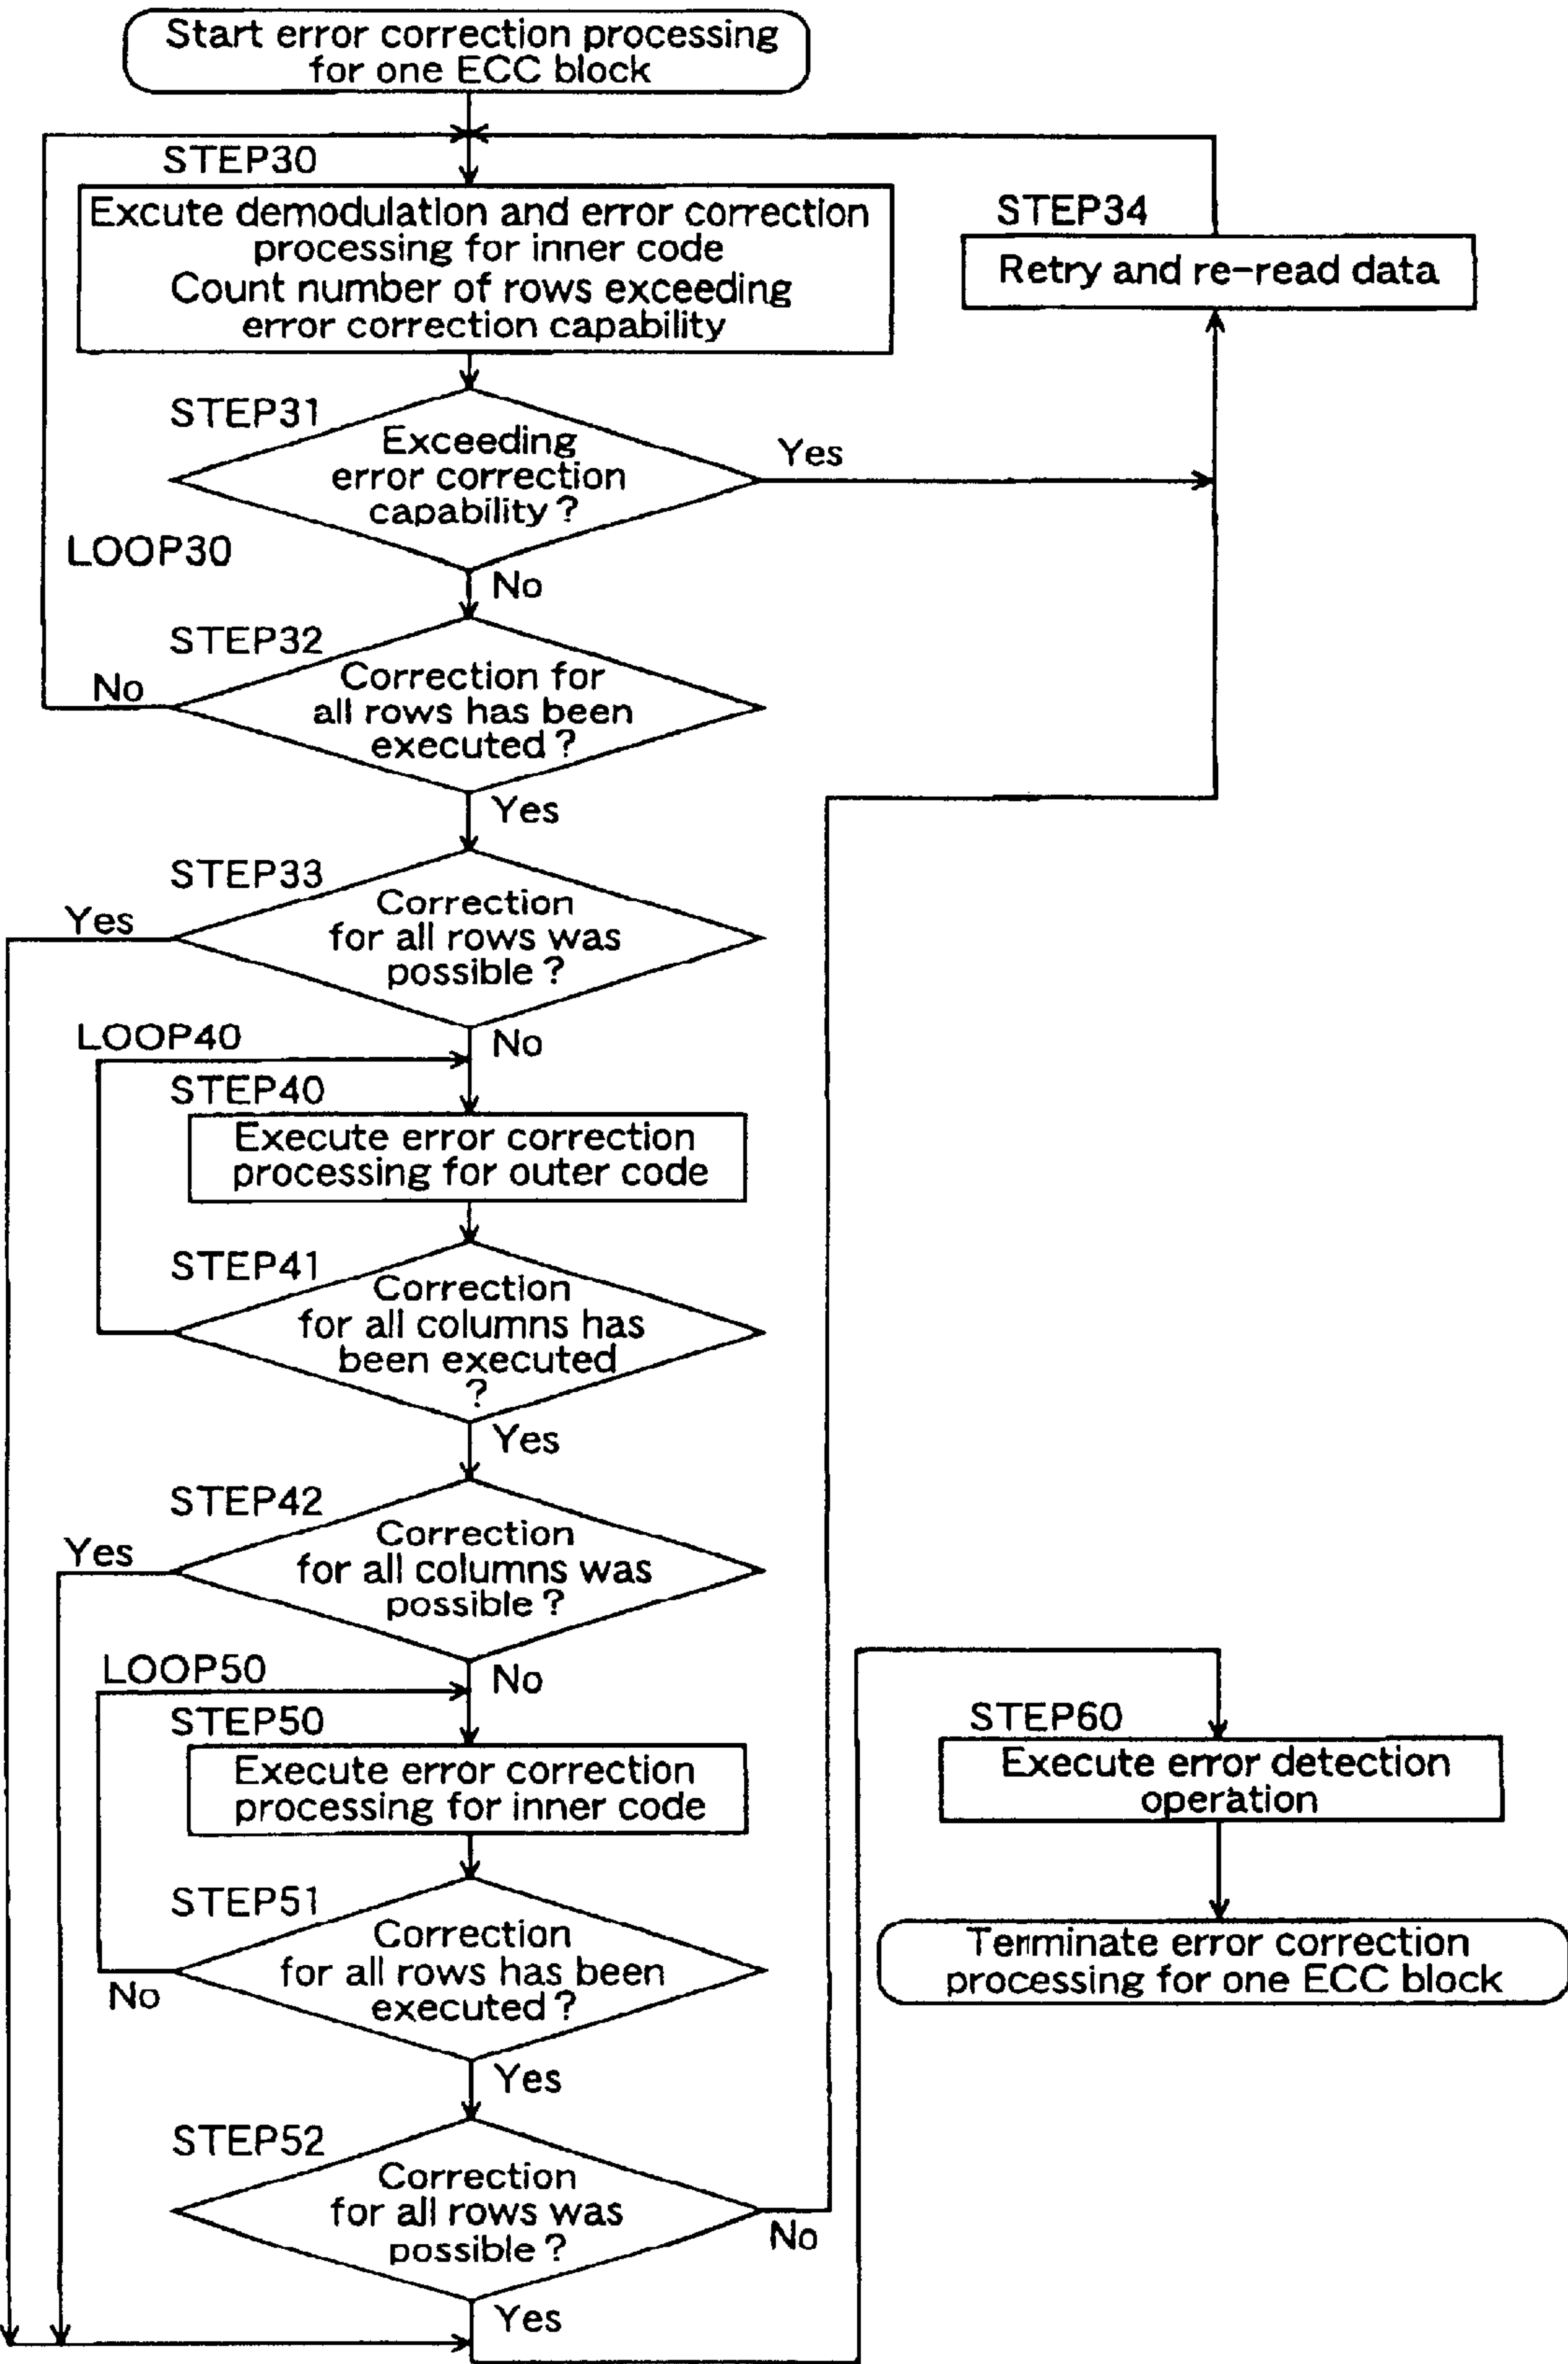 Start error correction processing
for one ECC block
STEP30
Excute demodulation and error correction
processing for inner code
Count number of rows exceeding
error correction capability
STEP34
Retry and re-read data
STEP31
Exceeding
error correction
capability?
Yes
LOOP30
No
STEP32
Correction for
all rows has been
executed?
No
Yes
STEP33
Correction
for all rows was
possible?
Yes
No
LOOP40
STEP40
Execute error correction
processing for outer code
STEP41
Correction
for all columns has
been executed
?
Yes
STEP42
Correction
for all columns was
possible?
Yes
No
LOOP50
STEP50
Execute error correction
processing for inner code
STEP60
Execute error detection
operation
STEP51
Correction
for all rows has been
executed?
No
Yes
Terminate error correction
processing for one ECC block
STEP52
Correction
for all rows was
possible?
No
Yes